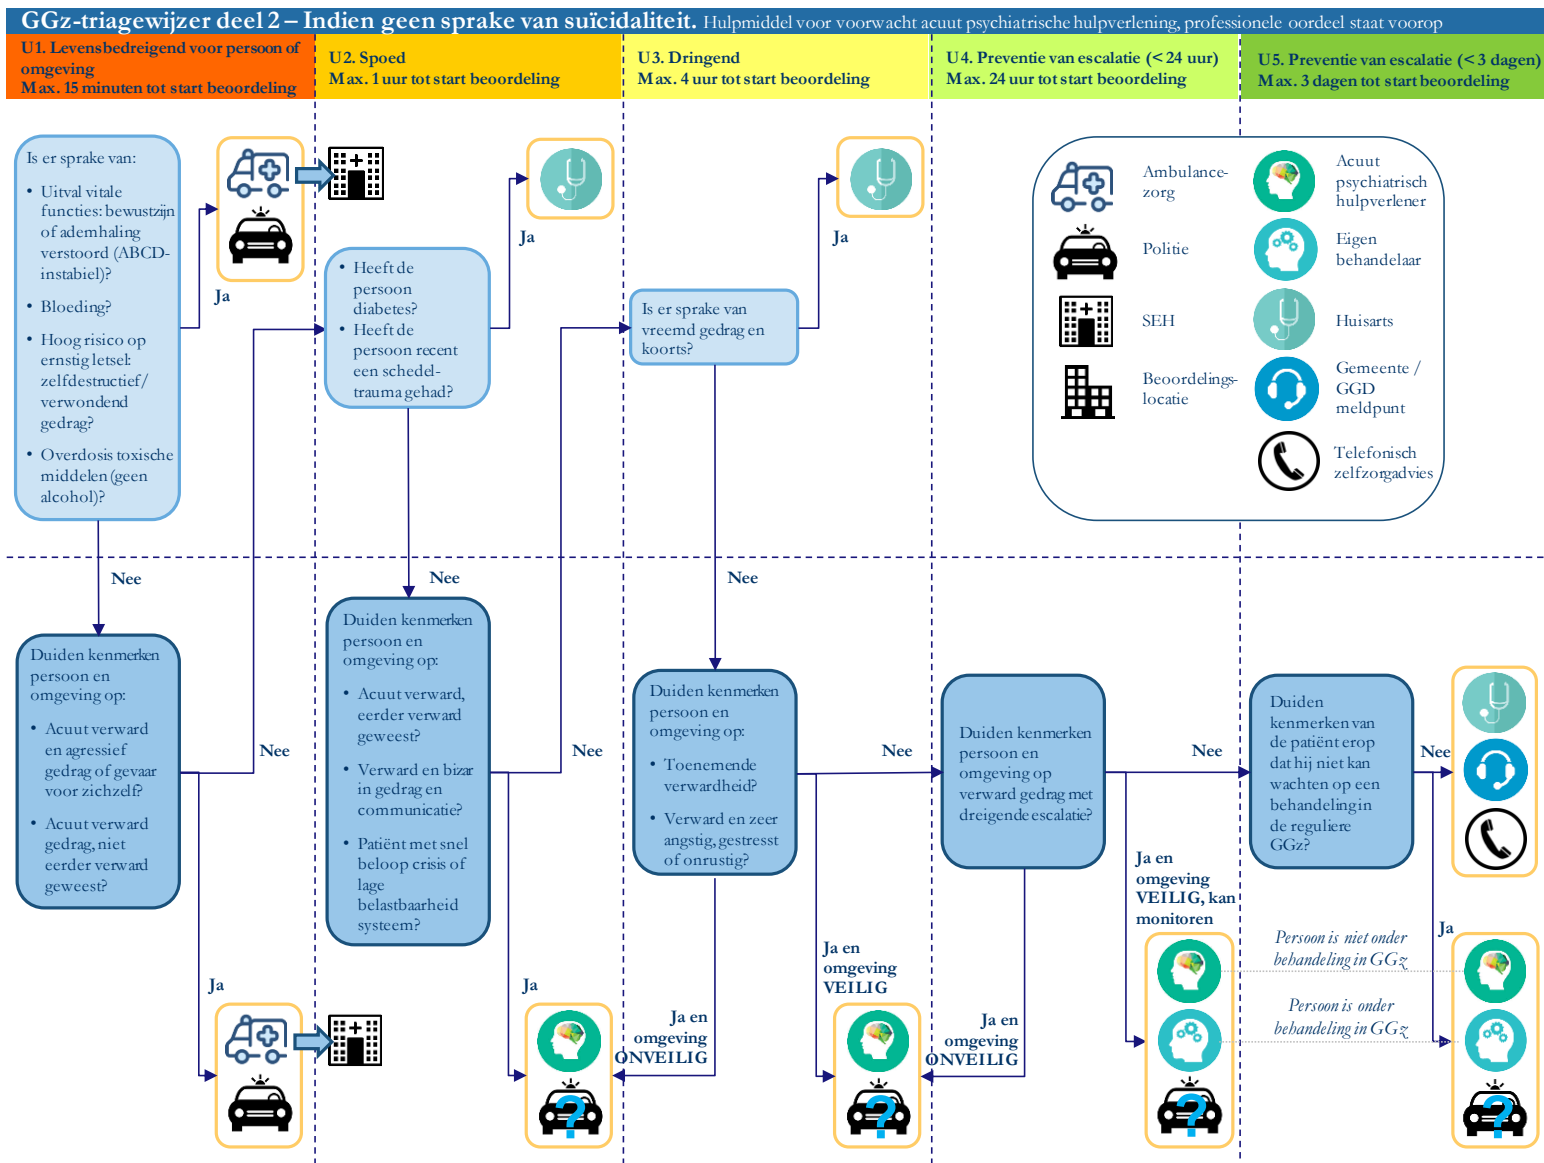 GGz-triagewijzer deel 2 – Indien geen sprake van suïcidaliteit. Hulpmiddel voor voorwacht acuut psychiatrische hulpverlening, professionele oordeel staat voorop
U1. Levensbedreigend voor persoon of
omgeving
Max. 15 minuten tot start beoordeling
U2. Spoed
Max. 1 uur tot start beoordeling
U3. Dringend
Max. 4 uur tot start beoordeling
U4. Preventie van escalatie (< 24 uur)
Max. 24 uur tot start beoordeling
U5. Preventie van escalatie (< 3 dagen)
Max. 3 dagen tot start beoordeling
Is er sprake van:
• Uitval vitale
functies: bewustzijn
of ademhaling
verstoord (ABCD-
instabiel)?
• Bloeding?
• Hoog risico op
ernstig letsel:
zelfdestructief/
verwondend
gedrag?
• Overdosis toxische
middelen (geen
alcohol)?
Ja
• Heeft de
persoon
diabetes?
• Heeft de
persoon recent
een schedel-
trauma gehad?
Ja
Is er sprake van
vreemd gedrag en
koorts?
Ja
Ambulance-
zorg
Politie
SEH
Beoordelings-
locatie
Acuut
psychiatrisch
hulpverlener
Eigen
behandelaar
Huisarts
Gemeente /
GGD
meldpunt
Telefonisch
zelfzorgadvies
Nee
Nee
Nee
Duiden kenmerken
persoon en
omgeving op:
• Acuut verward
en agressief
gedrag of gevaar
voor zichzelf?
• Acuut verward
gedrag, niet
eerder verward
geweest?
Nee
Ja
Duiden kenmerken
persoon en
omgeving op:
• Acuut verward,
eerder verward
geweest?
• Verward en bizar
in gedrag en
communicatie?
• Patiënt met snel
beloop crisis of
lage
belastbaarheid
systeem?
Nee
Ja
Duiden kenmerken
persoon en
omgeving op:
• Toenemende
verwardheid?
• Verward en zeer
angstig, gestresst
of onrustig?
Nee
Ja en
omgeving
ONVEILIG
Ja en
omgeving
VEILIG
Duiden kenmerken
persoon en
omgeving op
verward gedrag met
dreigende escalatie?
Nee
Ja en
omgeving
ONVEILIG
Ja en
omgeving
VEILIG, kan
monitoren
Duiden
kenmerken van
de patiënt erop
dat hij niet kan
wachten op een
behandeling in
de reguliere
GGz?
Nee
Ja
Persoon is niet onder
behandeling in GGz
Persoon is onder
behandeling in GGz
?
?
?
?